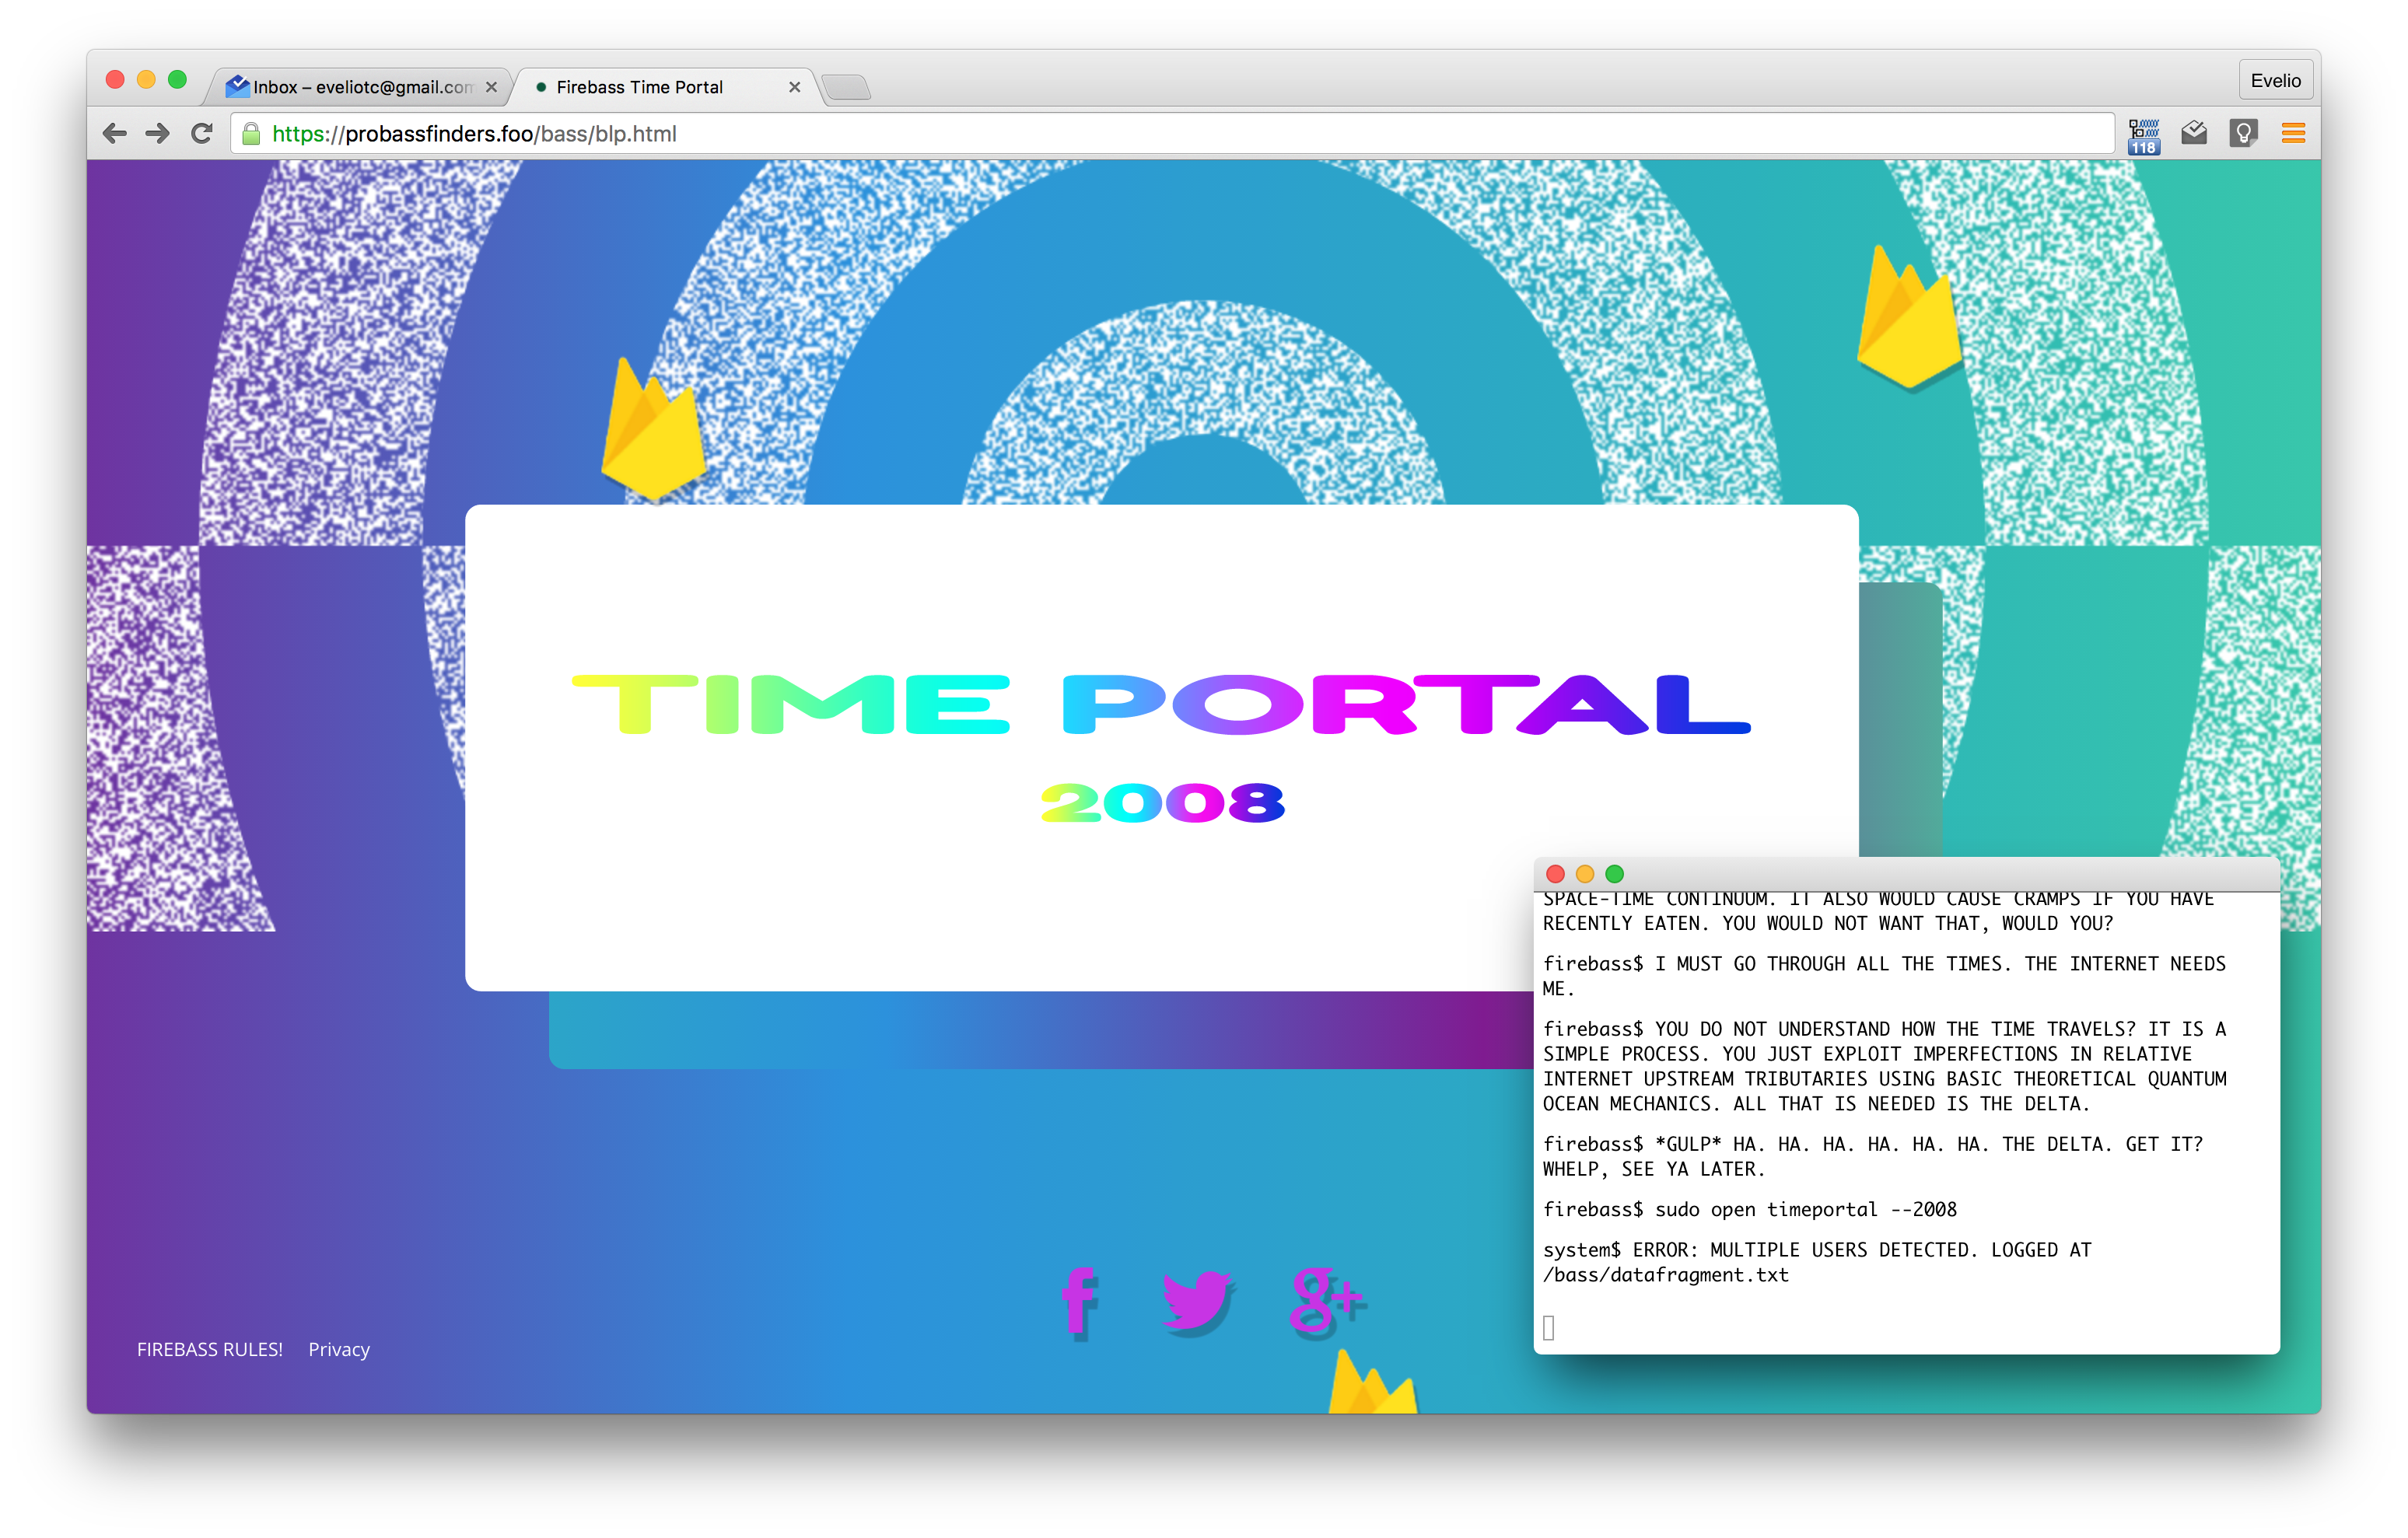 Inbox – eveliotc@gmail.com
Firebass Time Portal
Evelio
https://probassfinders.foo/bass/blp.html
118
TIME PORTAL
2008
SPACE-TIME CONTINUUM. IT ALSO WOULD CAUSE CRAMPS IF YOU HAVE
RECENTLY EATEN. YOU WOULD NOT WANT THAT, WOULD YOU?
firebass$ I MUST GO THROUGH ALL THE TIMES. THE INTERNET NEEDS
ME.
firebass$ YOU DO NOT UNDERSTAND HOW THE TIME TRAVELS? IT IS A
SIMPLE PROCESS. YOU JUST EXPLOIT IMPERFECTIONS IN RELATIVE
INTERNET UPSTREAM TRIBUTARIES USING BASIC THEORETICAL QUANTUM
OCEAN MECHANICS. ALL THAT IS NEEDED IS THE DELTA.
firebass$ *GULP* HA. HA. HA. HA. HA. HA. THE DELTA. GET IT?
WHELP, SEE YA LATER.
firebass$ sudo open timeportal --2008
system$ ERROR: MULTIPLE USERS DETECTED. LOGGED AT
/bass/datafragment.txt
f
g+
FIREBASS RULES! Privacy